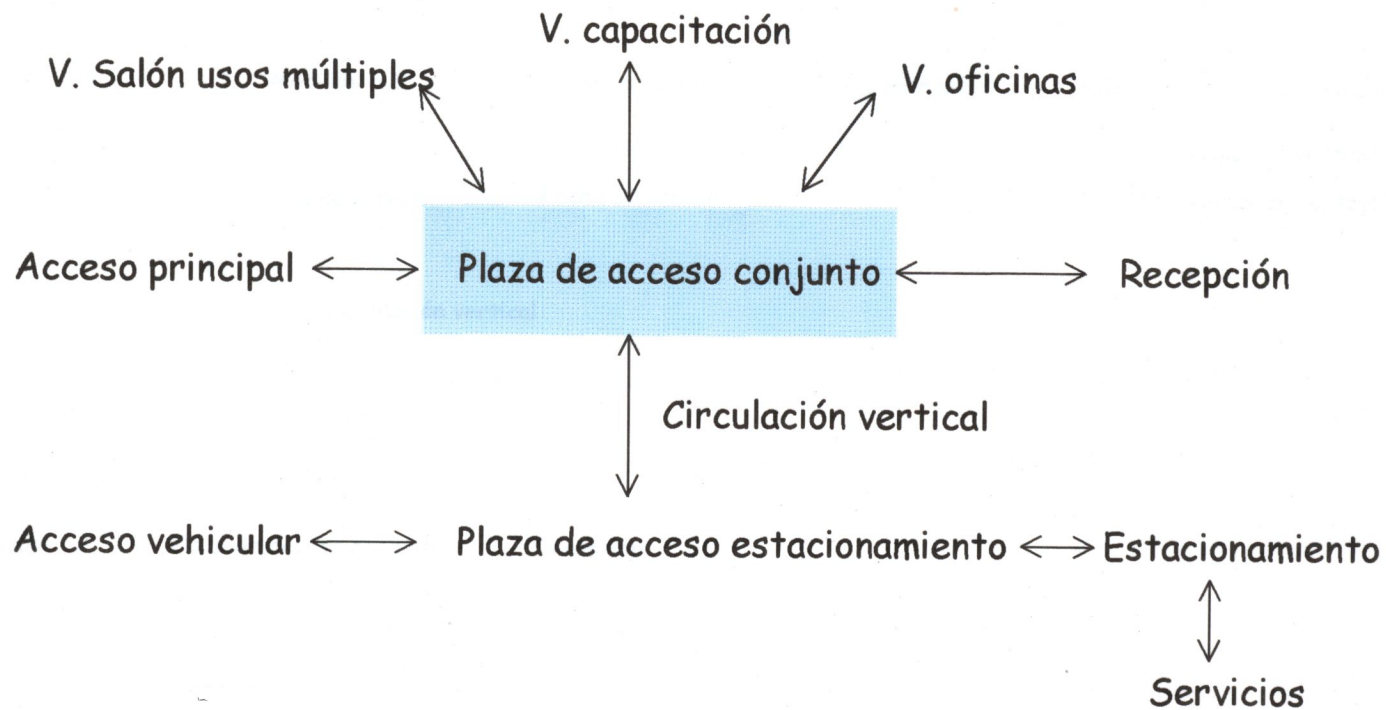 V. capacitación
V. Salón usos múltiples
V. oficinas
Acceso principal
Plaza de acceso conjunto
Recepción
Circulación vertical
Acceso vehicular
Plaza de acceso estacionamiento
Estacionamiento
Servicios